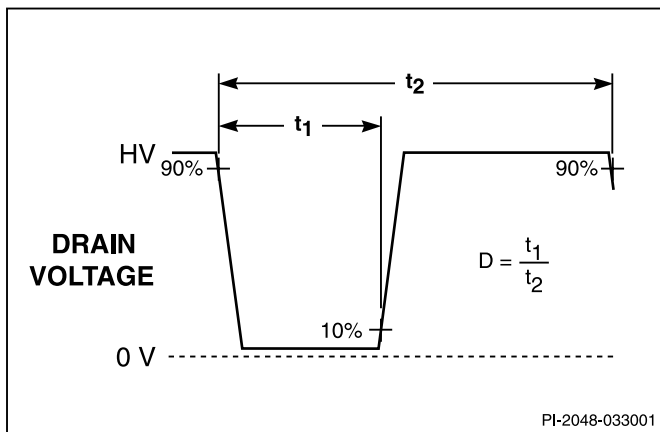 t2
t1
HV
90%
90%
DRAIN
VOLTAGE
D = t1
t2
10%
0 V
PI-2048-033001